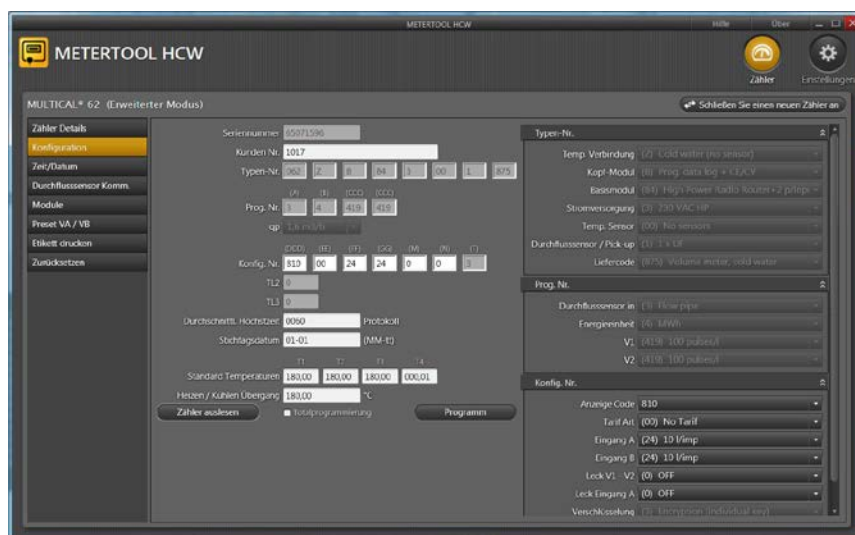 METERTOOL HCW
Hilfe Über
METERTOOL HCW
Zähler Einstellungen
MULTICAL® 62 (Erweiterter Modus)
Schließen Sie einen neuen Zähler an
Zähler Details
Konfiguration
Zeit/Datum
Durchflusssensor Komm.
Module
Preset VA / VB
Etikett drucken
Zurücksetzen
Seriennummer 65071596
Kunden Nr. 1017
Typen-Nr. 062 Z 8 84 3 00 1 875
(A) (B) (CCC) (CCC)
Prog. Nr. 3 4 419 419
qp 1,6 m3/h
(DDD) (EE) (FF) (GG) (M) (N) (T)
Konfig. Nr. 810 00 24 24 0 0 3
TL2 0
TL3 0
Durchschnittl. Höchstzeit 0060 Protokoll
Stichtagsdatum 01-01 (MM-tt)
T1 T2 T3 T4
Standard Temperaturen 180,00 180,00 180,00 000,01
Heizen / Kühlen Übergang 180,00 °C
Zähler auslesen
Totalprogrammierung
Programm
Typen-Nr.
Temp. Verbindung (Z) Cold water (no sensor)
Kopf-Modul (8) Prog. data log + CE/CV
Basismodul (84) High Power Radio Router+2 p/inp
Stromversorgung (3) 230 VAC HP
Temp. Sensor (00) No sensors
Durchflusssensor / Pick-up (1) 1 x UF
Liefercode (875) Volume meter, cold water
Prog. Nr.
Durchflusssensor in (3) Flow pipe
Energieeinheit (4) MWh
V1 (419) 100 pulses/l
V2 (419) 100 pulses/l
Konfig. Nr.
Anzeige Code 810
Tarif Art (00) No Tarif
Eingang A (24) 10 l/imp
Eingang B (24) 10 l/imp
Leck V1 - V2 (0) OFF
Leck Eingang A (0) OFF
Verschlüsselung (3) Encryption (Individual key)